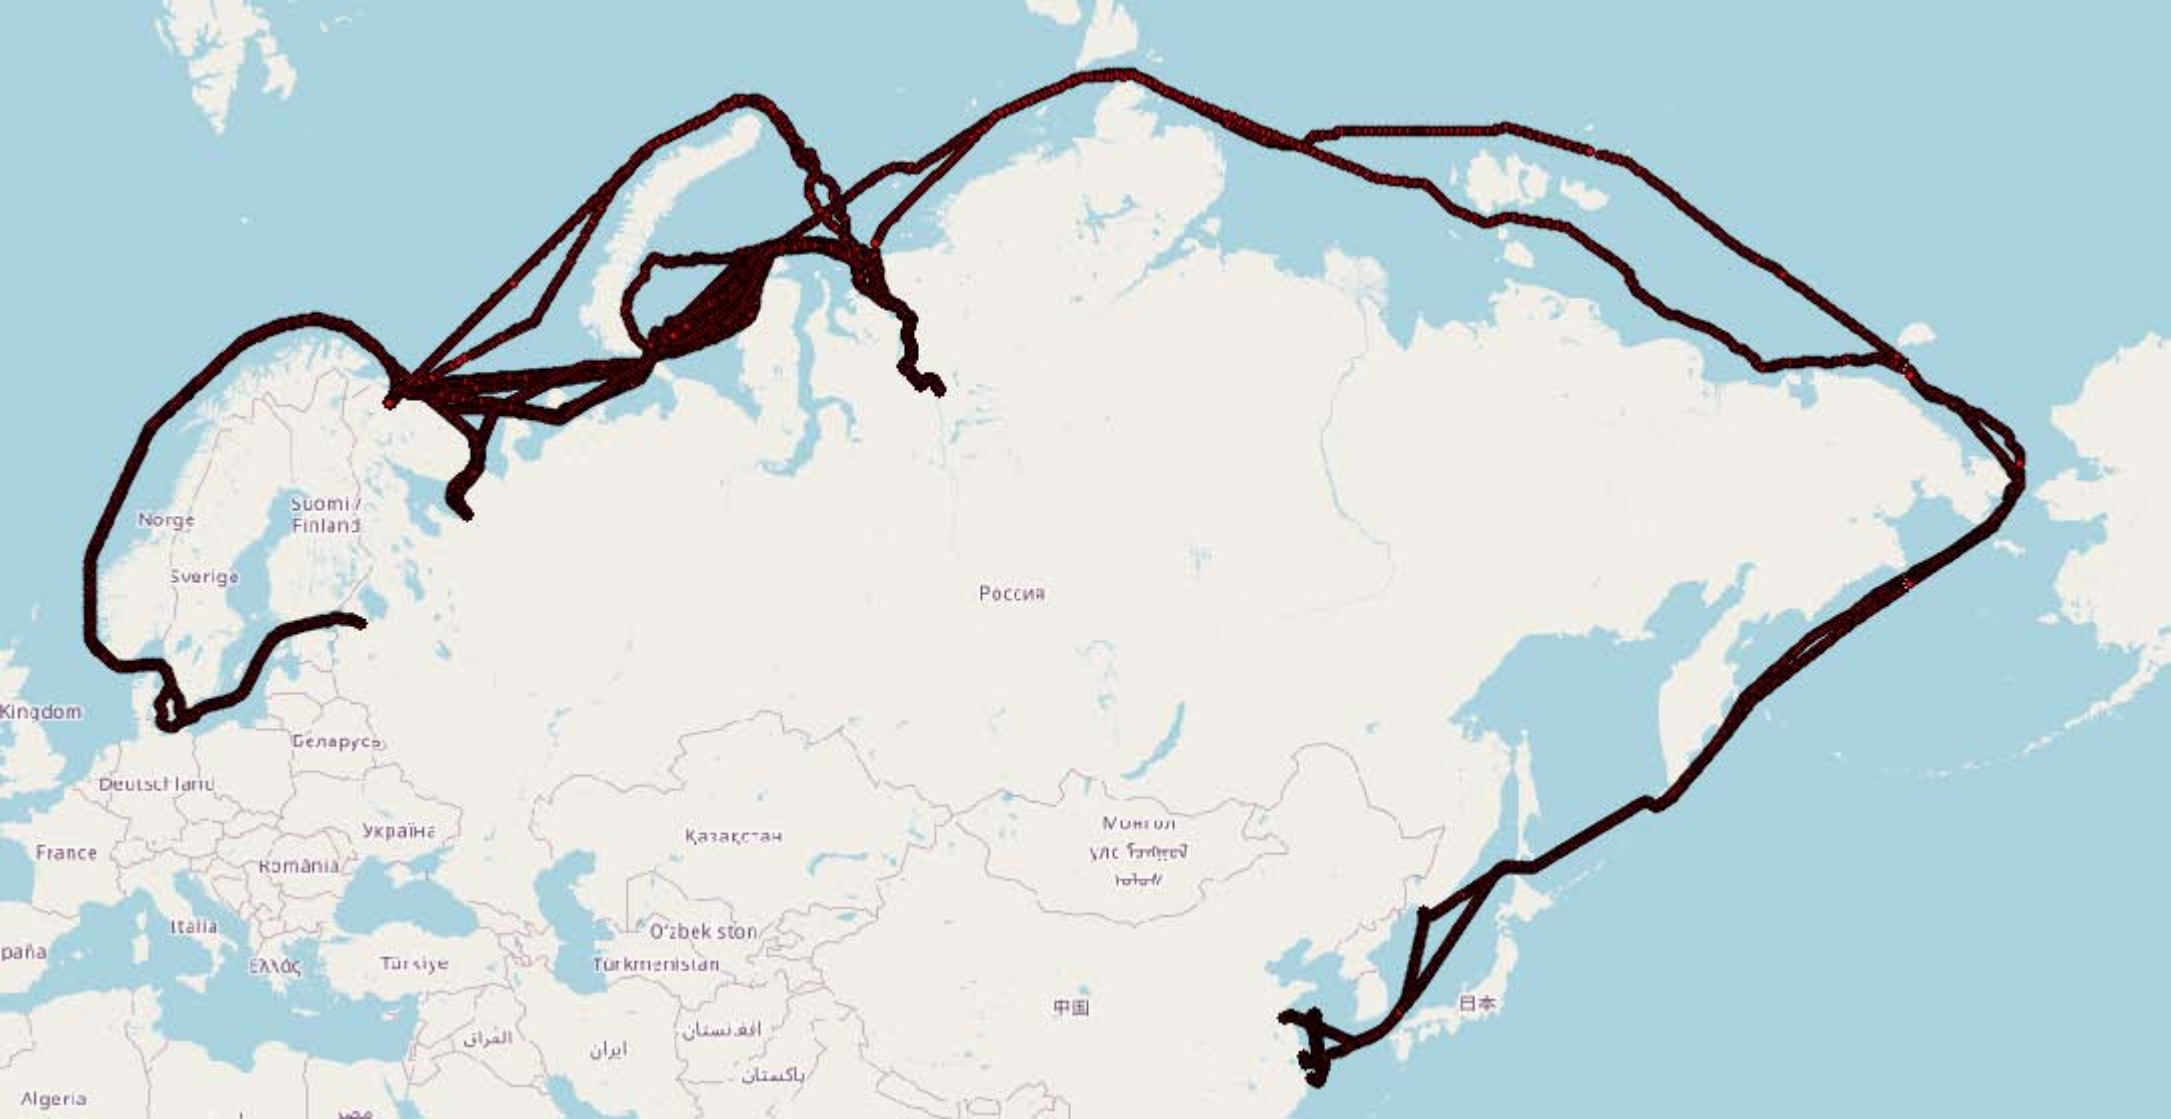 Suomi /
Finland
Norge
Sverige
Россия
Kingdom
Беларусь
Deutschland
Україна
Қазақстан
Монгол
улс
France
România
Italia
O'zbekiston
paña
Ελλάς
Türkiye
Türkmenistan
日本
中国
افغانستان
العراق
ایران
پاکستان
Algeria